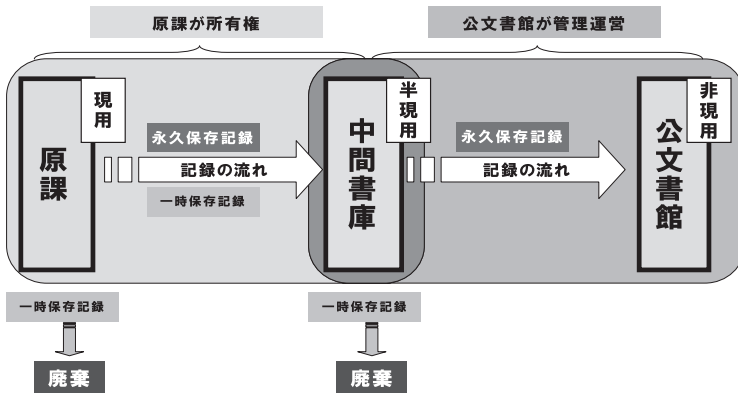 原課が所有権
公文書館が管理運営
現用
原課
永久保存記録
記録の流れ
一時保存記録
半現用
中間書庫
永久保存記録
記録の流れ
非現用
公文書館
一時保存記録
廃棄
一時保存記録
廃棄